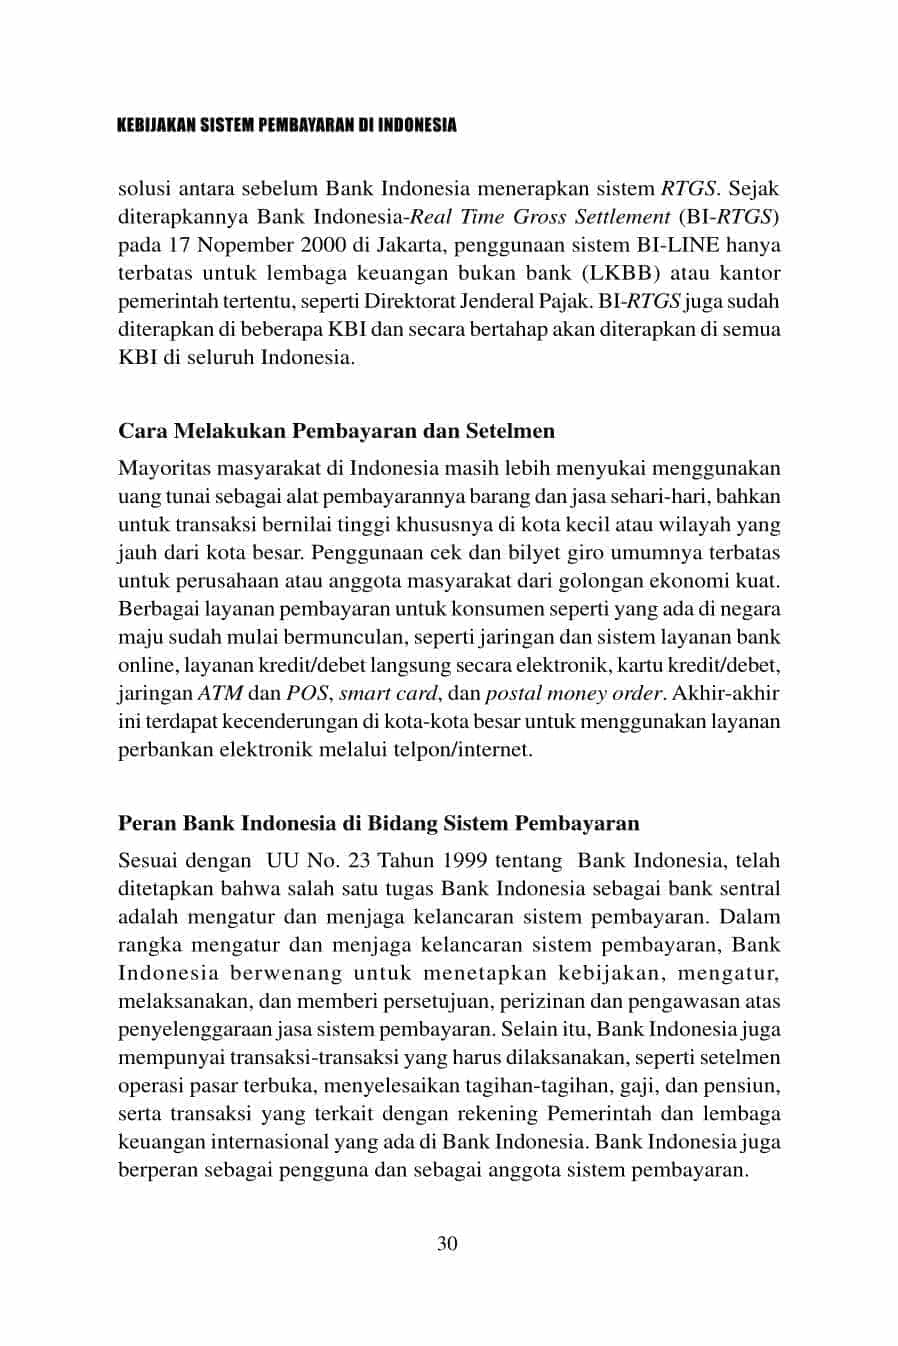 KEBIJAKAN SISTEM PEMBAYARAN DI INDONESIA
solusi antara sebelum Bank Indonesia menerapkan sistem RTGS. Sejak
diterapkannya Bank Indonesia-Real Time Gross Settlement (BI-RTGS)
pada 17 Nopember 2000 di Jakarta, penggunaan sistem BI-LINE hanya
terbatas untuk lembaga keuangan bukan bank (LKBB) atau kantor
pemerintah tertentu, seperti Direktorat Jenderal Pajak. BI-RTGS juga sudah
diterapkan di beberapa KBI dan secara bertahap akan diterapkan di semua
KBI di seluruh Indonesia.
Cara Melakukan Pembayaran dan Setelmen
Mayoritas masyarakat di Indonesia masih lebih menyukai menggunakan
uang tunai sebagai alat pembayarannya barang dan jasa sehari-hari, bahkan
untuk transaksi bernilai tinggi khususnya di kota kecil atau wilayah yang
jauh dari kota besar. Penggunaan cek dan bilyet giro umumnya terbatas
untuk perusahaan atau anggota masyarakat dari golongan ekonomi kuat.
Berbagai layanan pembayaran untuk konsumen seperti yang ada di negara
maju sudah mulai bermunculan, seperti jaringan dan sistem layanan bank
online, layanan kredit/debet langsung secara elektronik, kartu kredit/debet,
jaringan ATM dan POS, smart card, dan postal money order. Akhir-akhir
ini terdapat kecenderungan di kota-kota besar untuk menggunakan layanan
perbankan elektronik melalui telpon/internet.
Peran Bank Indonesia di Bidang Sistem Pembayaran
Sesuai dengan UU No. 23 Tahun 1999 tentang Bank Indonesia, telah
ditetapkan bahwa salah satu tugas Bank Indonesia sebagai bank sentral
adalah mengatur dan menjaga kelancaran sistem pembayaran. Dalam
rangka mengatur dan menjaga kelancaran sistem pembayaran, Bank
Indonesia berwenang untuk menetapkan kebijakan, mengatur,
melaksanakan, dan memberi persetujuan, perizinan dan pengawasan atas
penyelenggaraan jasa sistem pembayaran. Selain itu, Bank Indonesia juga
mempunyai transaksi-transaksi yang harus dilaksanakan, seperti setelmen
operasi pasar terbuka, menyelesaikan tagihan-tagihan, gaji, dan pensiun,
serta transaksi yang terkait dengan rekening Pemerintah dan lembaga
keuangan internasional yang ada di Bank Indonesia. Bank Indonesia juga
berperan sebagai pengguna dan sebagai anggota sistem pembayaran.
30